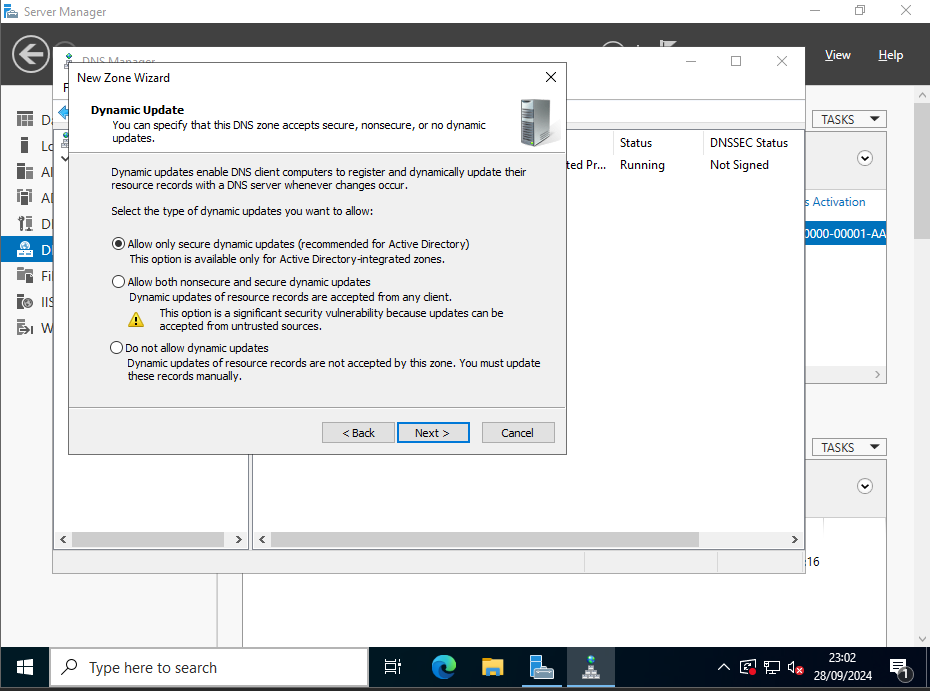 Server Manager
View
Help
DNS Manager
New Zone Wizard
Dynamic Update
You can specify that this DNS zone accepts secure, nonsecure, or no dynamic
updates.
Dynamic updates enable DNS client computers to register and dynamically update their
resource records with a DNS server whenever changes occur.
Select the type of dynamic updates you want to allow:
Allow only secure dynamic updates (recommended for Active Directory)
This option is available only for Active Directory-integrated zones.
Allow both nonsecure and secure dynamic updates
Dynamic updates of resource records are accepted from any client.
This option is a significant security vulnerability because updates can be
accepted from untrusted sources.
Do not allow dynamic updates
Dynamic updates of resource records are not accepted by this zone. You must update
these records manually.
< Back
Next >
Cancel
Status
DNSSEC Status
ted Pr...
Running
Not Signed
TASKS
s Activation
0000-00001-AA
TASKS
:16
Type here to search
23:02
28/09/2024
1